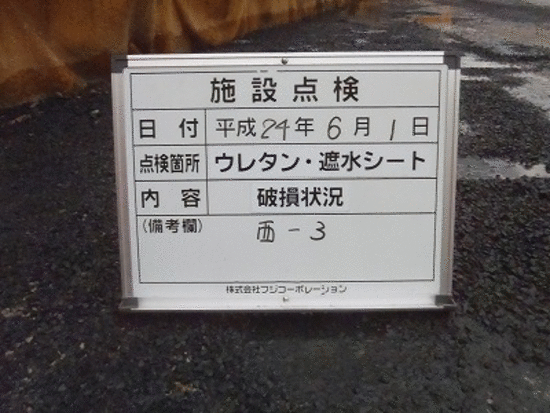 施設点検
日付 平成24年6月1日
点検箇所 ウレタン・遮水シート
内容 破損状況
(備考欄) 西-3
株式会社フジコーポレーション